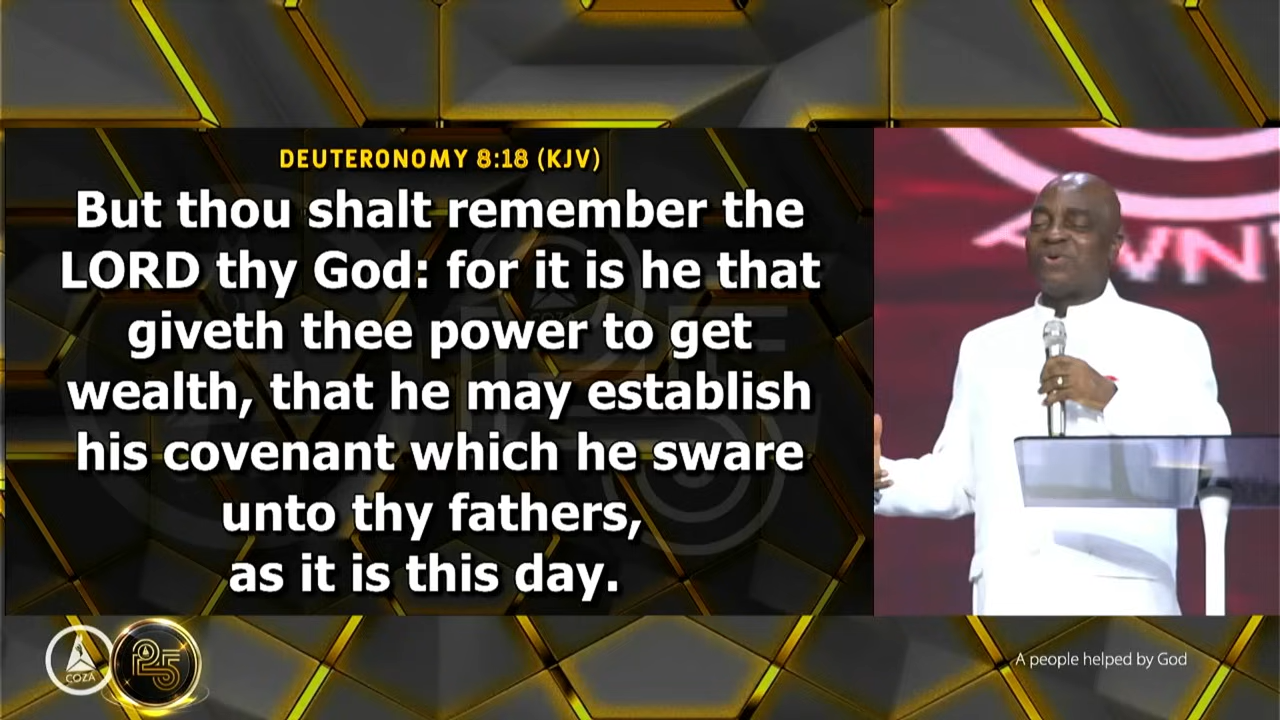 DEUTERONOMY 8:18 (KJV)
But thou shalt remember the
LORD thy God: for it is he that
giveth thee power to get
wealth, that he may establish
his covenant which he sware
unto thy fathers,
as it is this day.
COZA
25
A people helped by God